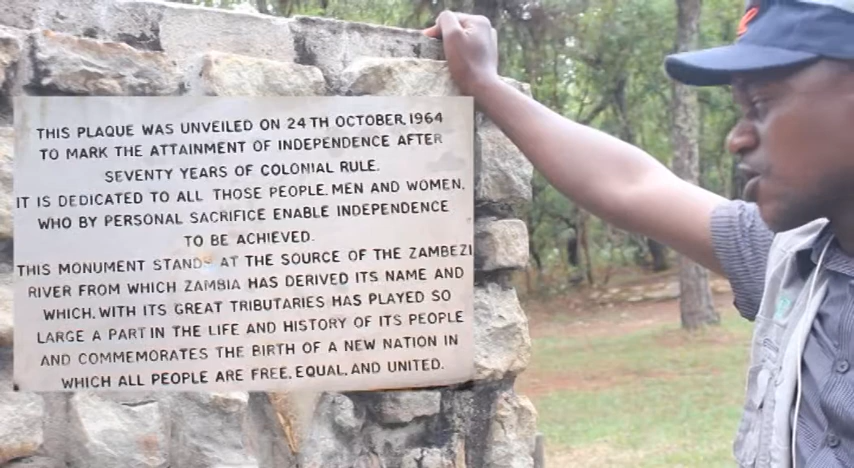 THIS PLAQUE WAS UNVEILED ON 24TH OCTOBER, 1964
TO MARK THE ATTAINMENT OF INDEPENDENCE AFTER
SEVENTY YEARS OF COLONIAL RULE.
IT IS DEDICATED TO ALL THOSE PEOPLE, MEN AND WOMEN,
WHO BY PERSONAL SACRIFICE ENABLE INDEPENDENCE
TO BE ACHIEVED.
THIS MONUMENT STANDS AT THE SOURCE OF THE ZAMBEZI
RIVER FROM WHICH ZAMBIA HAS DERIVED ITS NAME AND
WHICH, WITH ITS GREAT TRIBUTARIES HAS PLAYED SO
LARGE A PART IN THE LIFE AND HISTORY OF ITS PEOPLE
AND COMMEMORATES THE BIRTH OF A NEW NATION IN
WHICH ALL PEOPLE ARE FREE, EQUAL, AND UNITED.